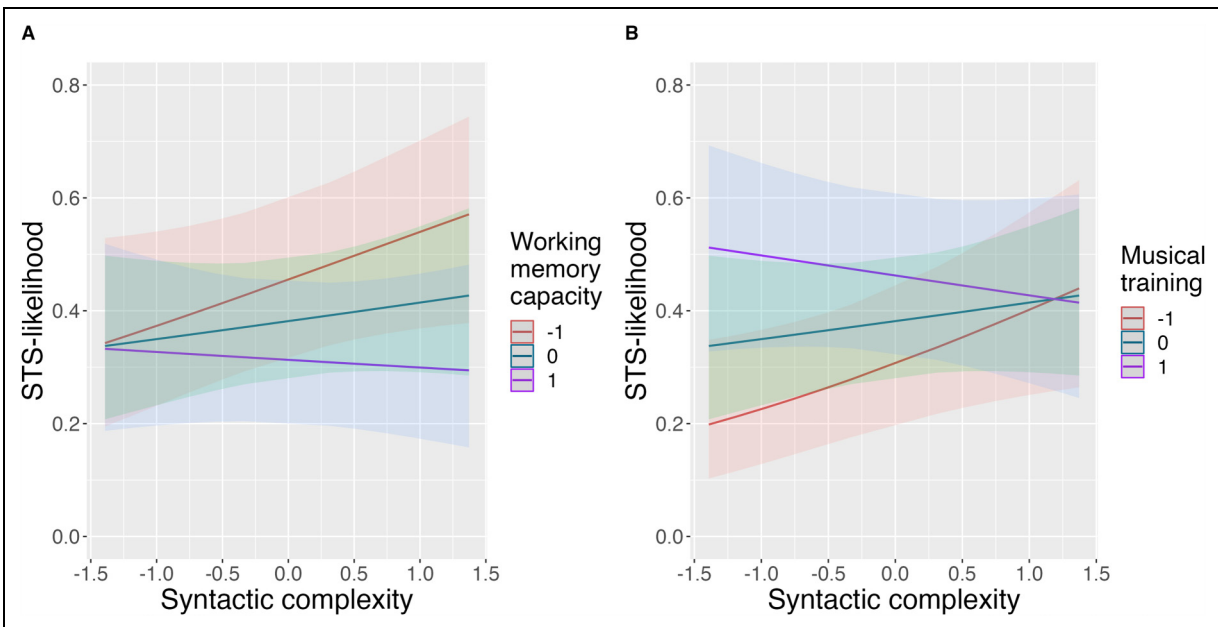 A
STS-likelihood
0.8
0.6
0.4
0.2
0.0
-1.5 -1.0 -0.5 0.0 0.5 1.0 1.5
Syntactic complexity
Working
memory
capacity
-1
0
1
B
STS-likelihood
0.8
0.6
0.4
0.2
0.0
-1.5 -1.0 -0.5 0.0 0.5 1.0 1.5
Syntactic complexity
Musical
training
-1
0
1